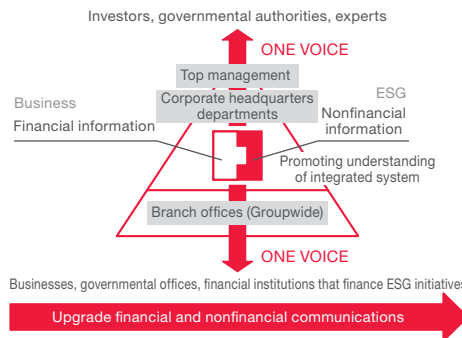 Investors, governmental authorities, experts
ONE VOICE
Top management
Business
ESG
Corporate headquarters
departments
Financial information
Nonfinancial
information
Promoting understanding
of integrated system
Branch offices (Groupwide)
ONE VOICE
Businesses, governmental offices, financial institutions that finance ESG initiatives
Upgrade financial and nonfinancial communications